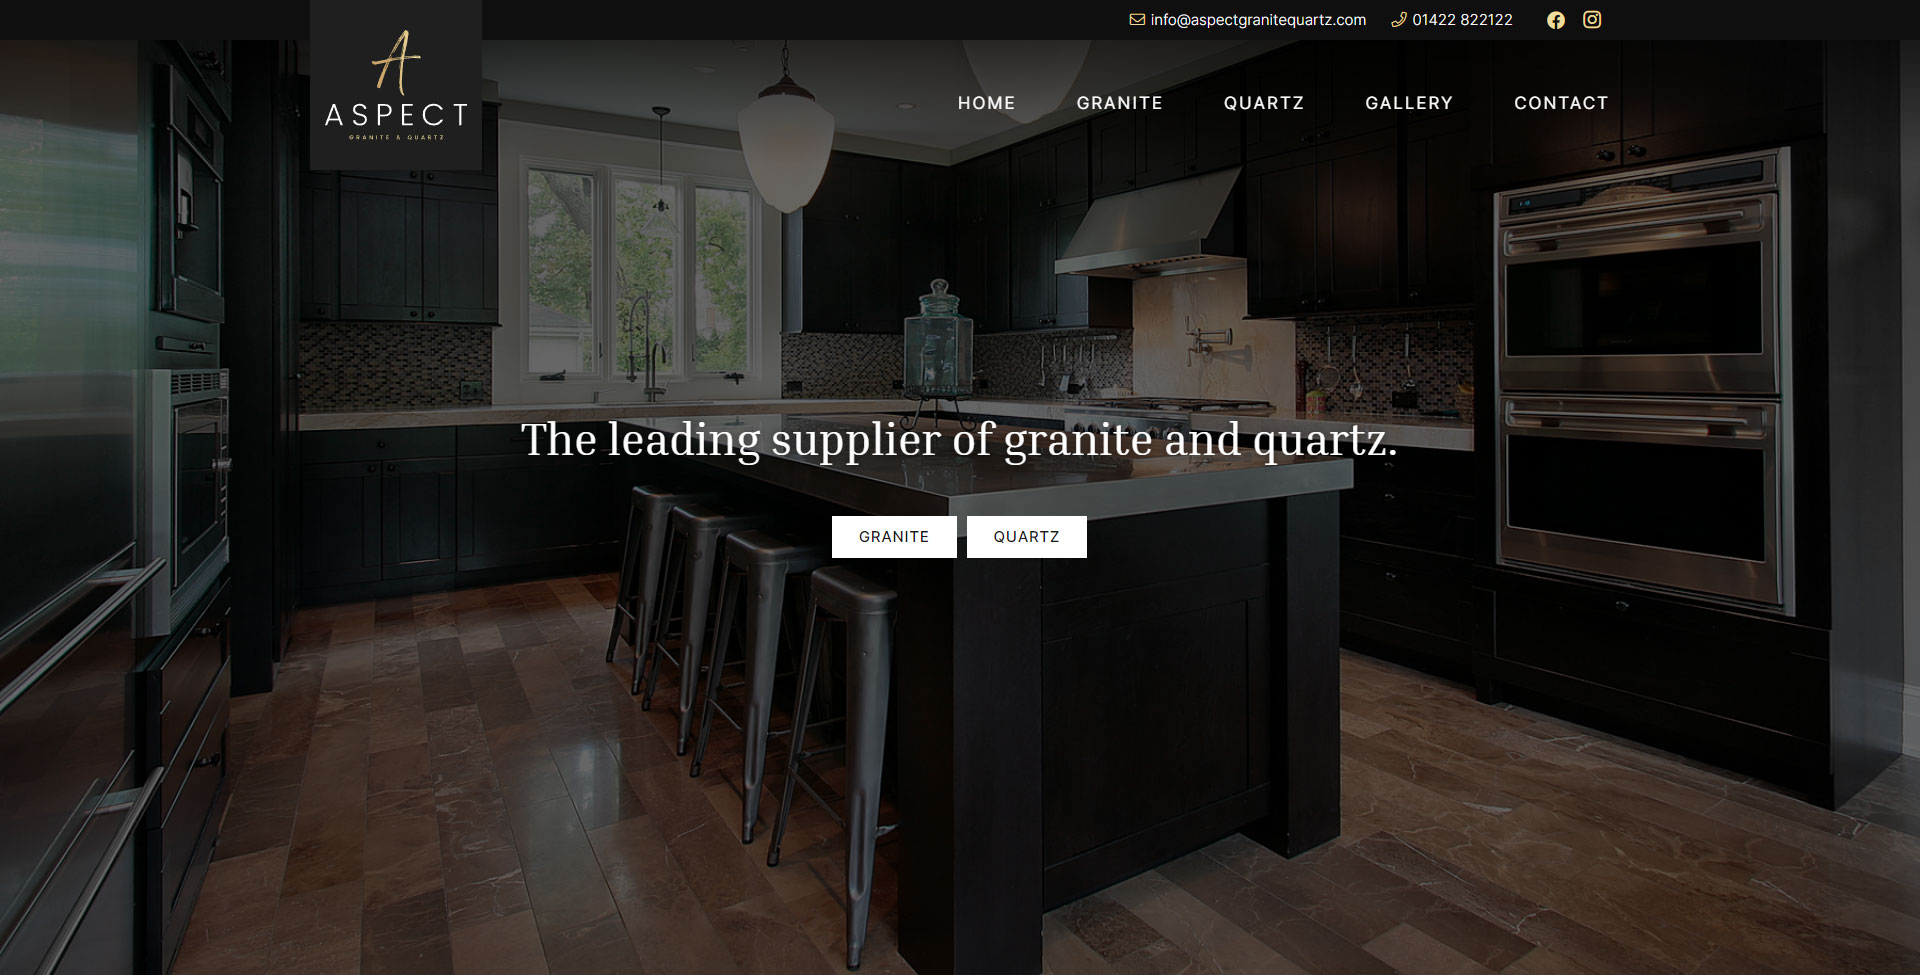 info@aspectgranitequartz.com 01422 822122
A
ASPECT
GRANITE & QUARTZ
HOME GRANITE QUARTZ GALLERY CONTACT
The leading supplier of granite and quartz.
GRANITE QUARTZ